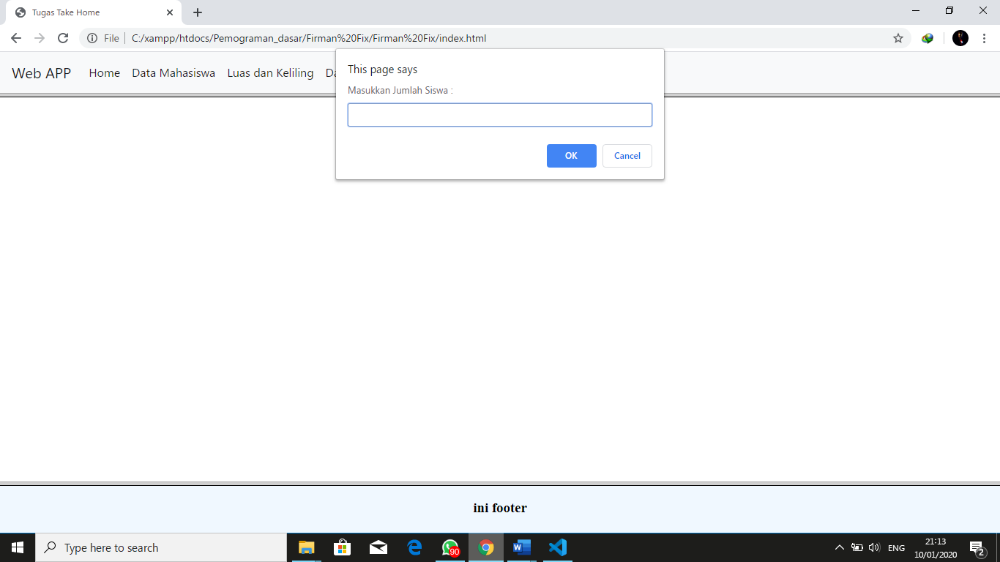 Tugas Take Home
File
C:/xampp/htdocs/Pemograman_dasar/Firman%20Fix/Firman%20Fix/index.html
Web APP Home Data Mahasiswa Luas dan Keliling
This page says
Masukkan Jumlah Siswa :
OK Cancel
ini footer
Type here to search
90
W
ENG
21:13
10/01/2020
2